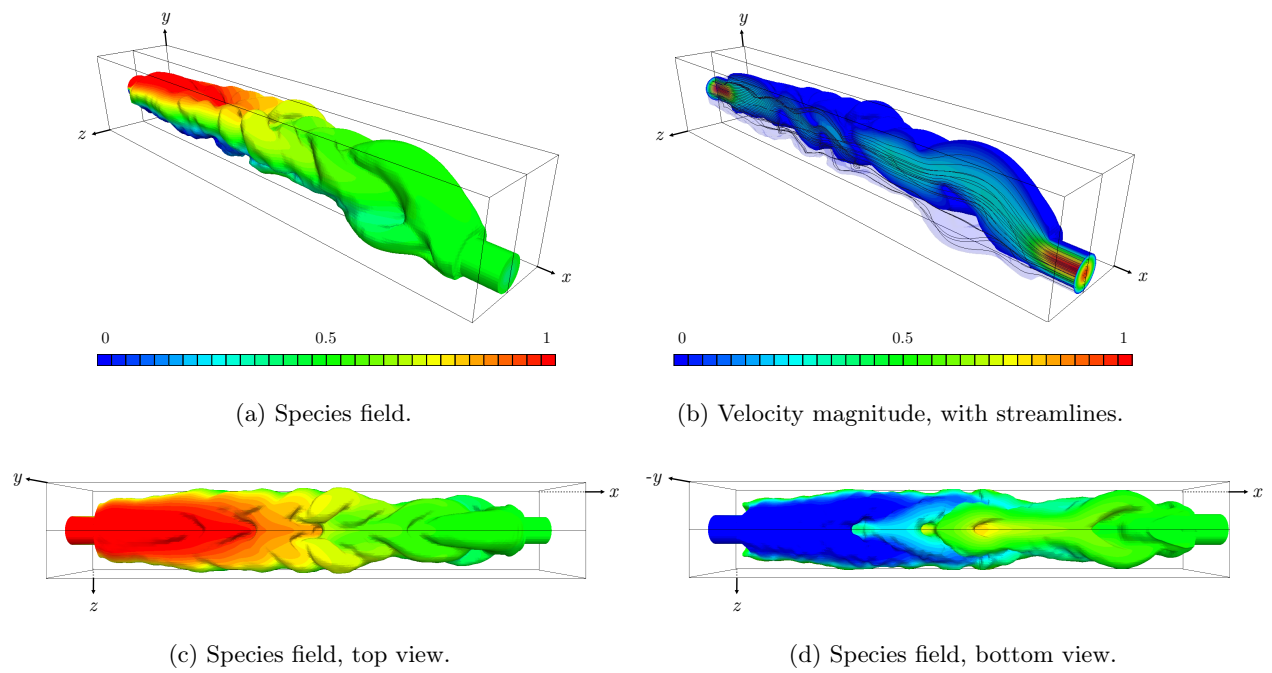 y
z
x
0 0.5 1
(a) Species field.
y
z
x
0 0.5 1
(b) Velocity magnitude, with streamlines.
y
x
z
(c) Species field, top view.
-y
x
z
(d) Species field, bottom view.